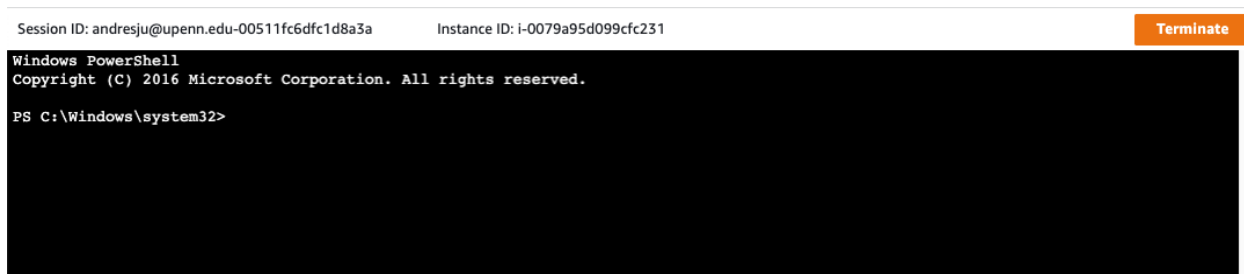 Session ID: andresju@upenn.edu-00511fc6dfc1d8a3a Instance ID: i-0079a95d099cfc231 Terminate
Windows PowerShell
Copyright (C) 2016 Microsoft Corporation. All rights reserved.
PS C:\Windows\system32>